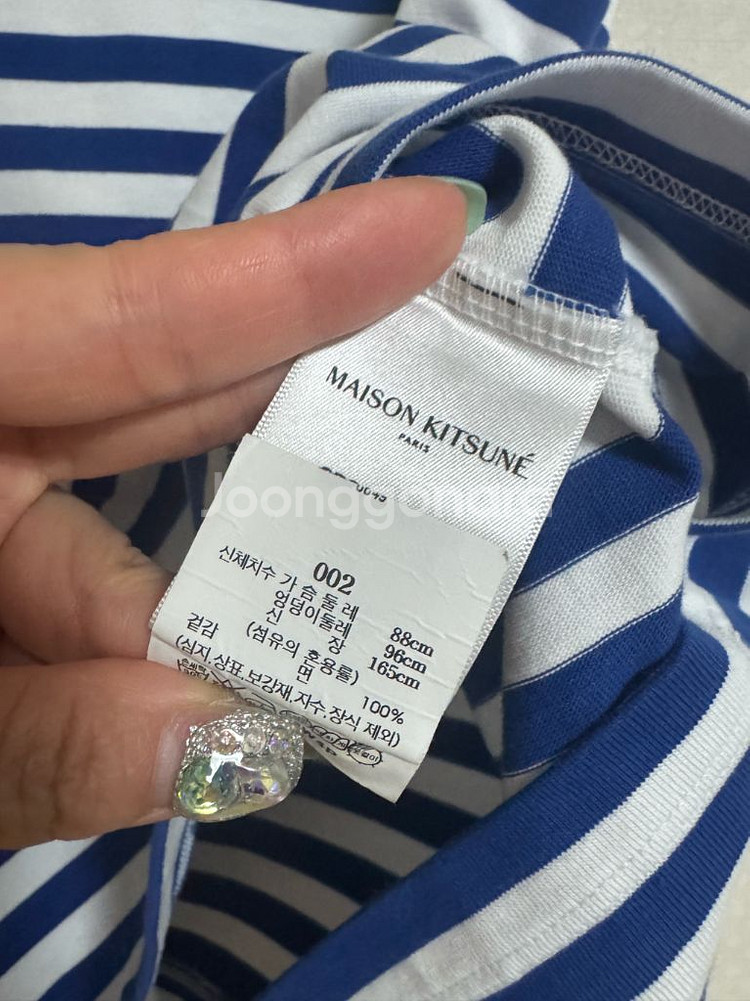 MAISON KITSUNÉ
PARIS
Joonggonara
002
신체치수 가 슴 둘 레 88cm
엉덩이둘레 96cm
신 장 165cm
겉감 (섬유의 혼용률)
면 100%
(심지,상표,보강재,자수,장식 제외)